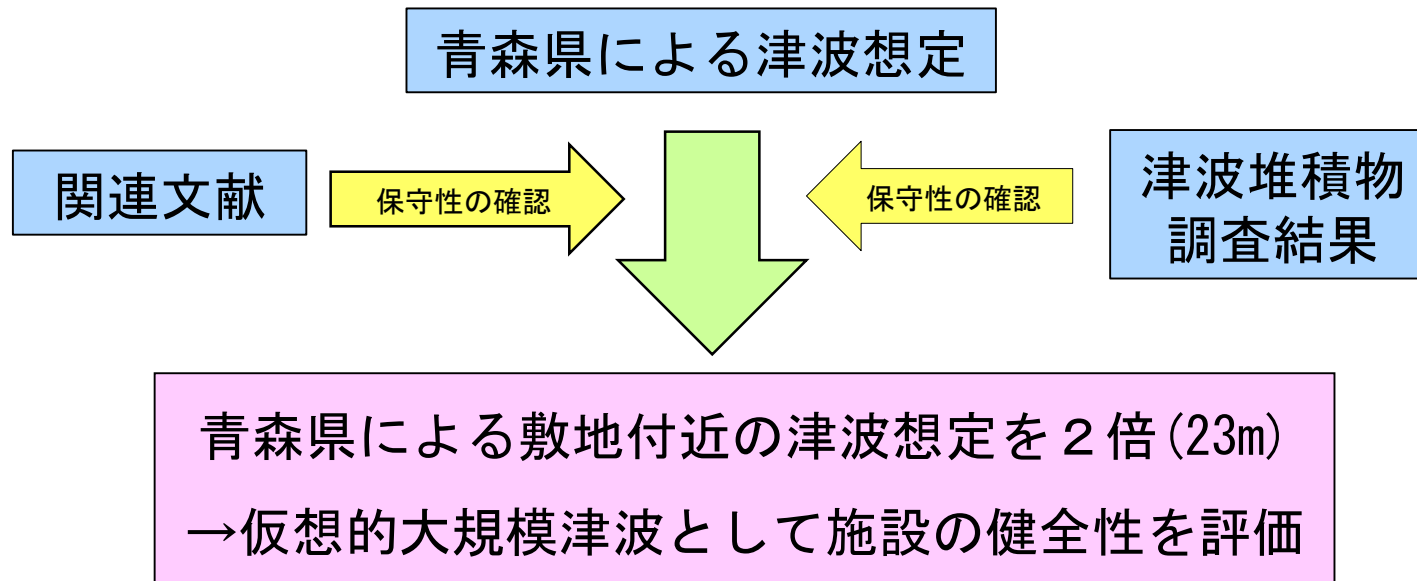 青森県による津波想定
関連文献
保守性の確認
保守性の確認
津波堆積物
調査結果
青森県による敷地付近の津波想定を２倍(23m)
→仮想的大規模津波として施設の健全性を評価